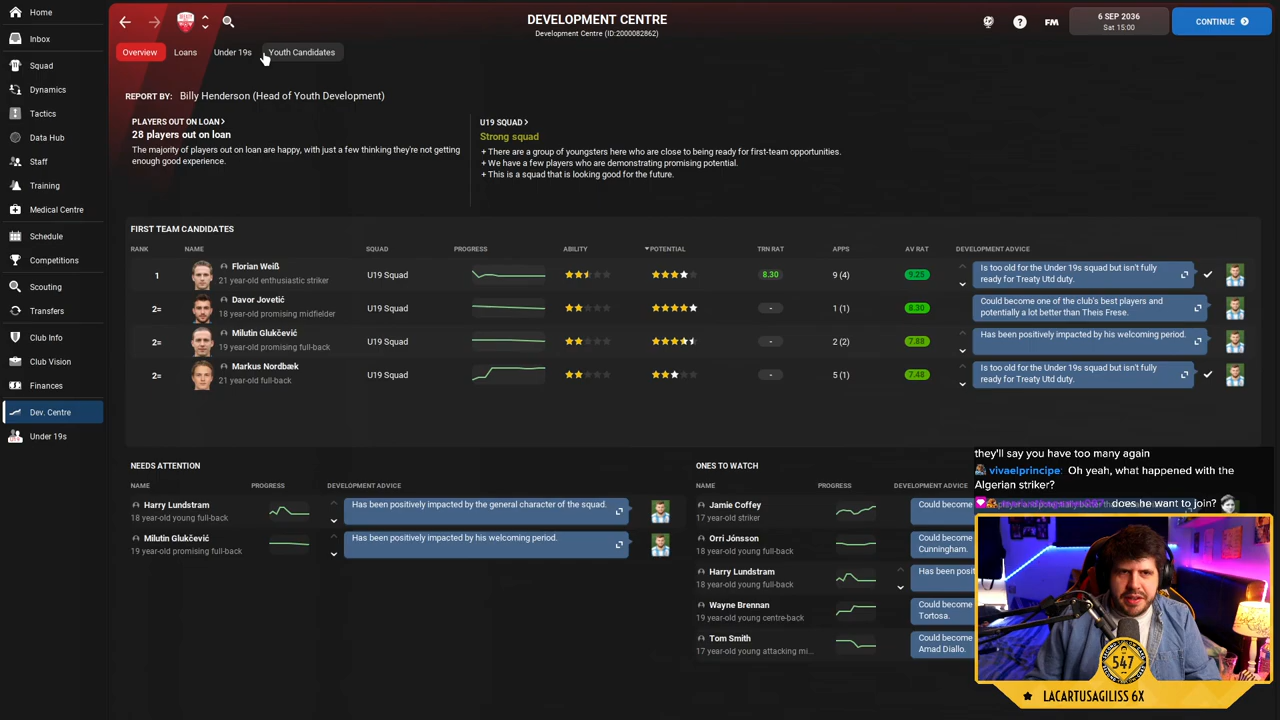 Home
Inbox
Squad
Dynamics
Tactics
Data Hub
Staff
Training
Medical Centre
Schedule
Competitions
Scouting
Transfers
Club Info
Club Vision
Finances
Dev. Centre
Under 19s
DEVELOPMENT CENTRE
Development Centre (ID:2000082862)
FM
6 SEP 2036
Sat 15:00
CONTINUE
Overview
Loans
Under 19s
Youth Candidates
REPORT BY: Billy Henderson (Head of Youth Development)
PLAYERS OUT ON LOAN >
28 players out on loan
The majority of players out on loan are happy, with just a few thinking they're not getting
enough good experience.
U19 SQUAD >
Strong squad
+ There are a group of youngsters here who are close to being ready for first-team opportunities.
+ We have a few players who are demonstrating promising potential.
+ This is a squad that is looking good for the future.
FIRST TEAM CANDIDATES
RANK NAME SQUAD PROGRESS ABILITY POTENTIAL TRN RAT APPS AV RAT DEVELOPMENT ADVICE
1 Florian Weiß U19 Squad 8.30 9 (4) 9.25
21 year-old enthusiastic striker
Is too old for the Under 19s squad but isn't fully
ready for Treaty Utd duty.
2= Davor Jovetić U19 Squad - 1 (1) 8.30
18 year-old promising midfielder
Could become one of the club's best players and
potentially a lot better than Theis Frese.
2= Milutin Glukčević U19 Squad - 2 (2) 7.88
19 year-old promising full-back
Has been positively impacted by his welcoming period.
2= Markus Nordbæk U19 Squad - 5 (1) 7.48
21 year-old full-back
Is too old for the Under 19s squad but isn't fully
ready for Treaty Utd duty.
NEEDS ATTENTION
NAME PROGRESS DEVELOPMENT ADVICE
Harry Lundstram
18 year-old young full-back
Has been positively impacted by the general character of the squad.
Milutin Glukčević
19 year-old promising full-back
Has been positively impacted by his welcoming period.
ONES TO WATCH
NAME PROGRESS DEVELOPMENT ADVICE
Jamie Coffey
17 year-old striker
Could become
Orri Jónsson
18 year-old young full-back
Could become
Cunningham.
Harry Lundstram
18 year-old young full-back
Has been posit
Wayne Brennan
19 year-old young centre-back
Could become
Tortosa.
Tom Smith
17 year-old young attacking mi...
Could become
Amad Diallo.
they'll say you have too many again
vivaelprincipe: Oh yeah, what happened with the
Algerian striker?
does he want to join?
547
LACARTUSAGILISS 6X